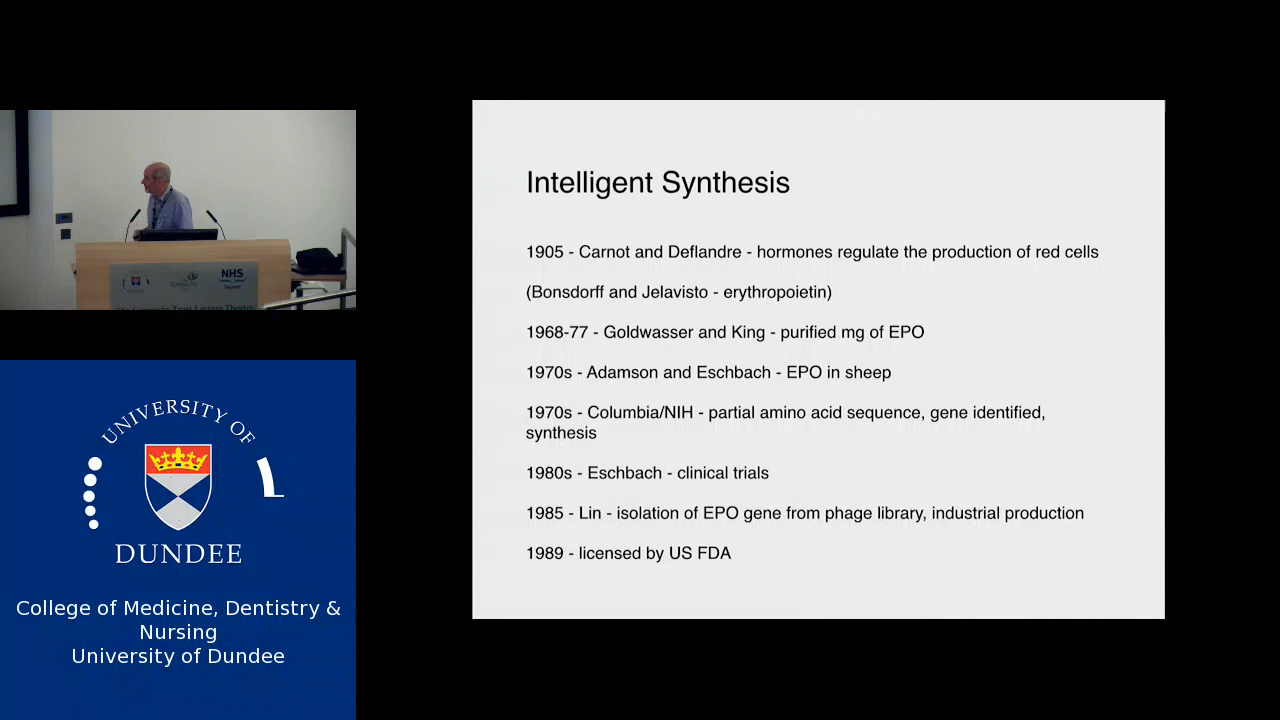 Intelligent Synthesis
1905 - Carnot and Deflandre - hormones regulate the production of red cells
(Bonsdorff and Jelavisto - erythropoietin)
1968-77 - Goldwasser and King - purified mg of EPO
1970s - Adamson and Eschbach - EPO in sheep
1970s - Columbia/NIH - partial amino acid sequence, gene identified,
synthesis
1980s - Eschbach - clinical trials
1985 - Lin - isolation of EPO gene from phage library, industrial production
1989 - licensed by US FDA
NHS
UNIVERSITY OF
DUNDEE
College of Medicine, Dentistry &
Nursing
University of Dundee